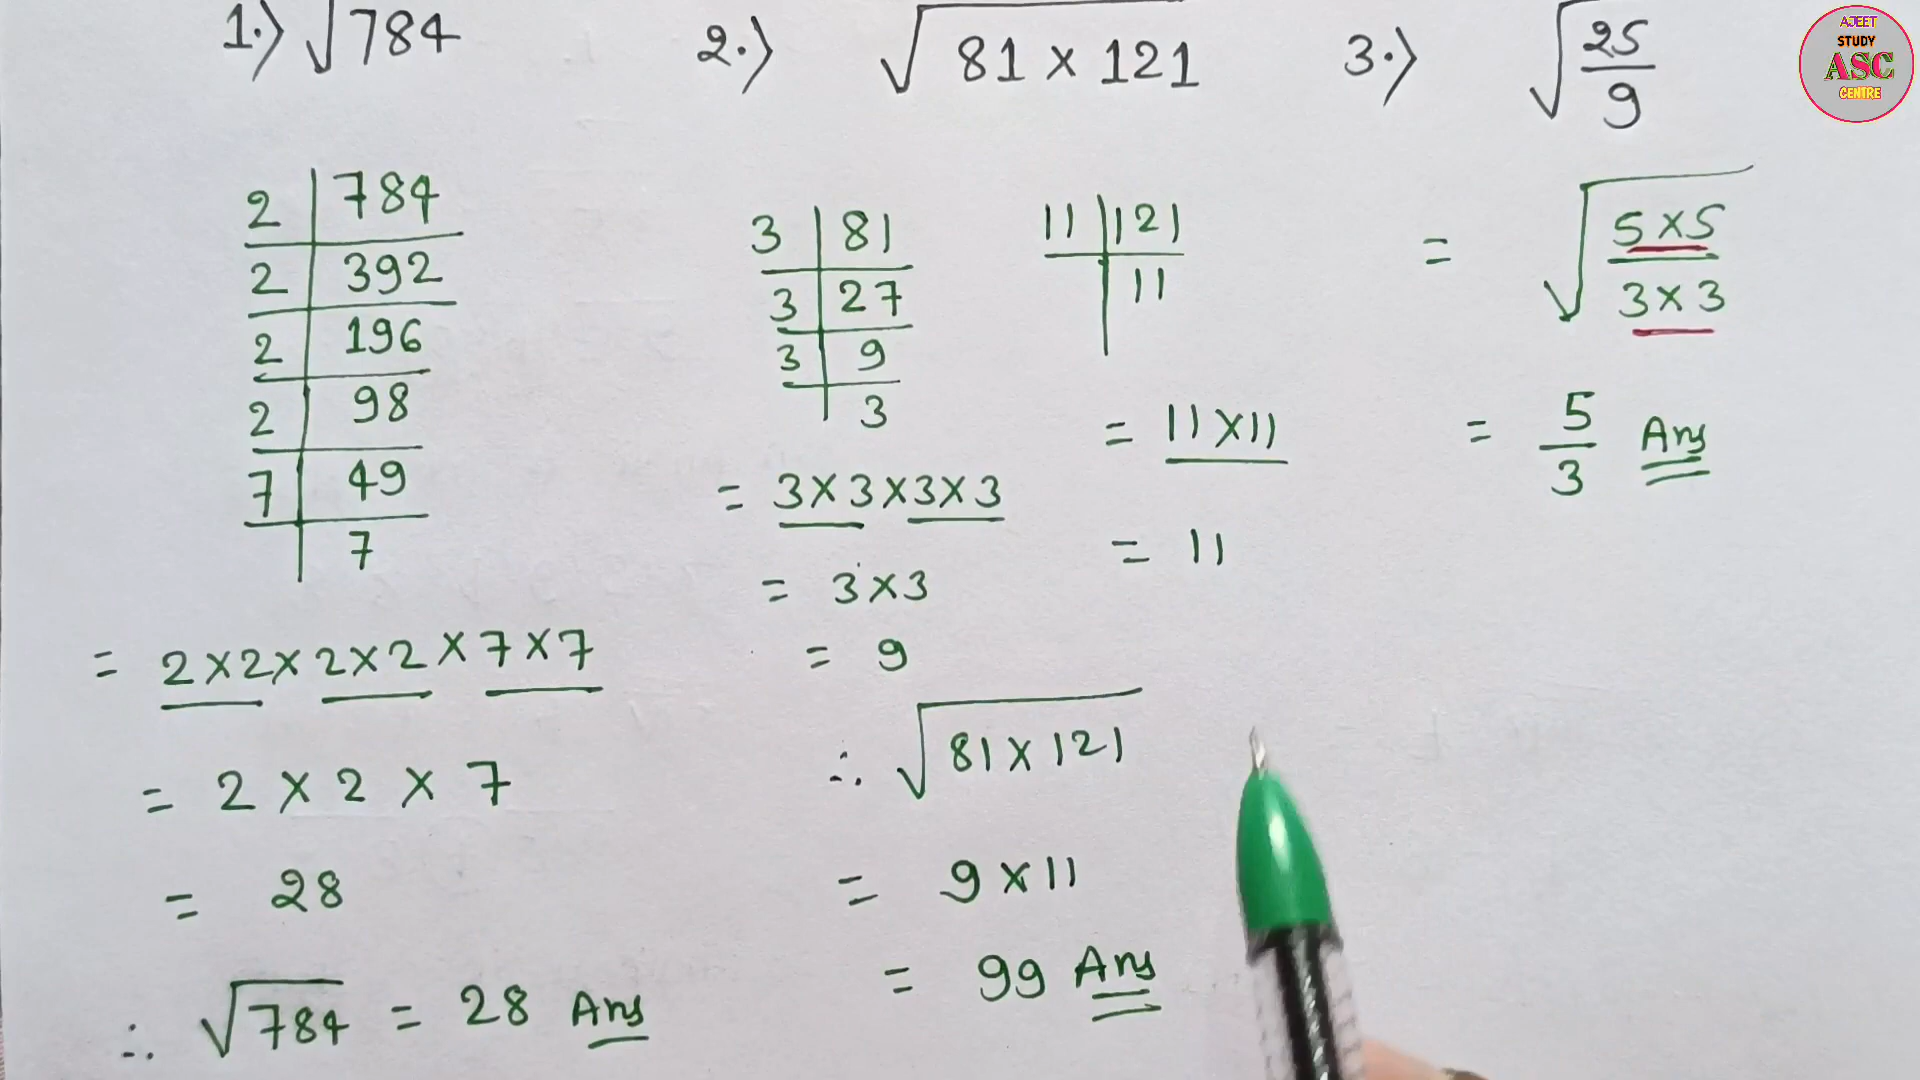 1.) √784
2 | 784
2 | 392
2 | 196
2 | 98
7 | 49
7
= 2×2×2×2×7×7
= 2 × 2 × 7
= 28
∴ √784 = 28 Ans
2.) √81 × 121
3 | 81
3 | 27
3 | 9
3
= 3×3×3×3
= 3×3
= 9
11 | 121
11
= 11×11
= 11
∴ √81×121
= 9×11
= 99 Ans
3.) √25/9
= √5×5/3×3
= 5/3 Ans
AJEET
STUDY
ASC
CENTRE